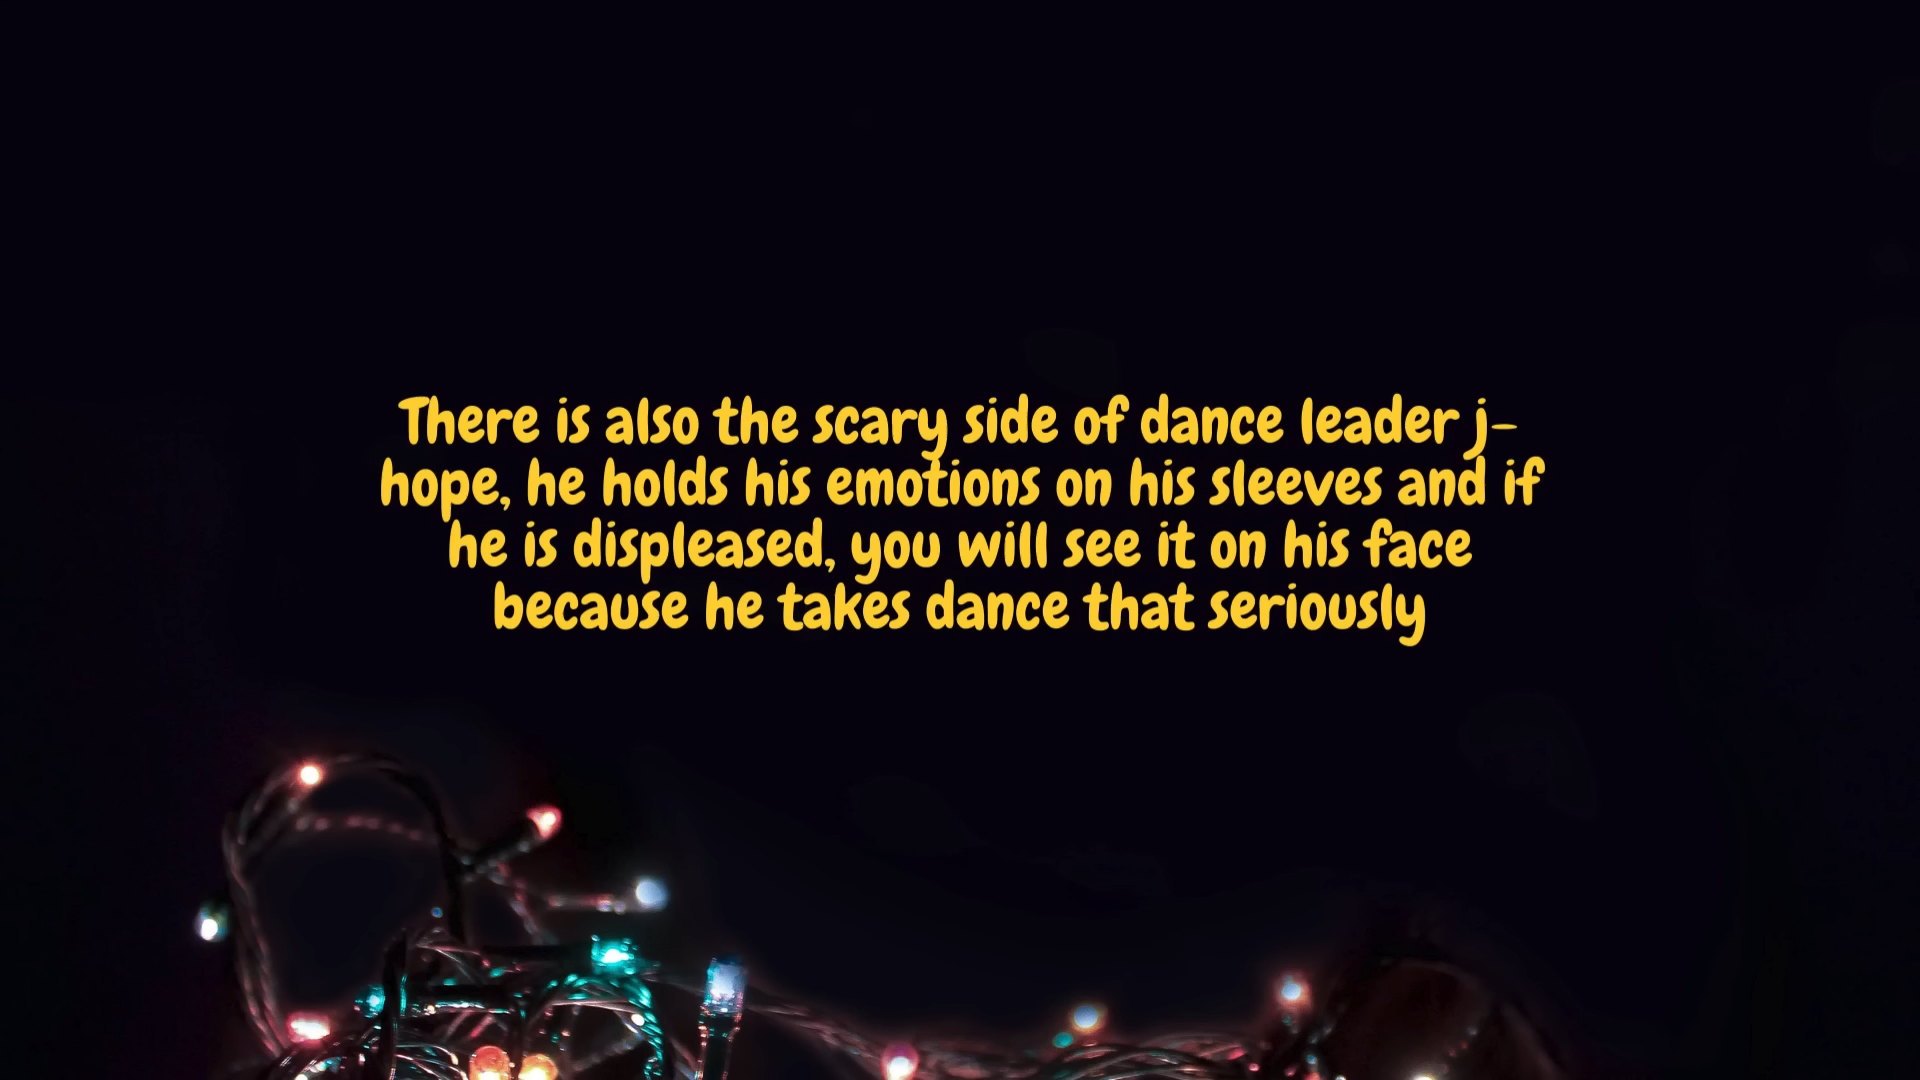 There is also the scary side of dance leader j-
hope, he holds his emotions on his sleeves and if
he is displeased, you will see it on his face
because he takes dance that seriously